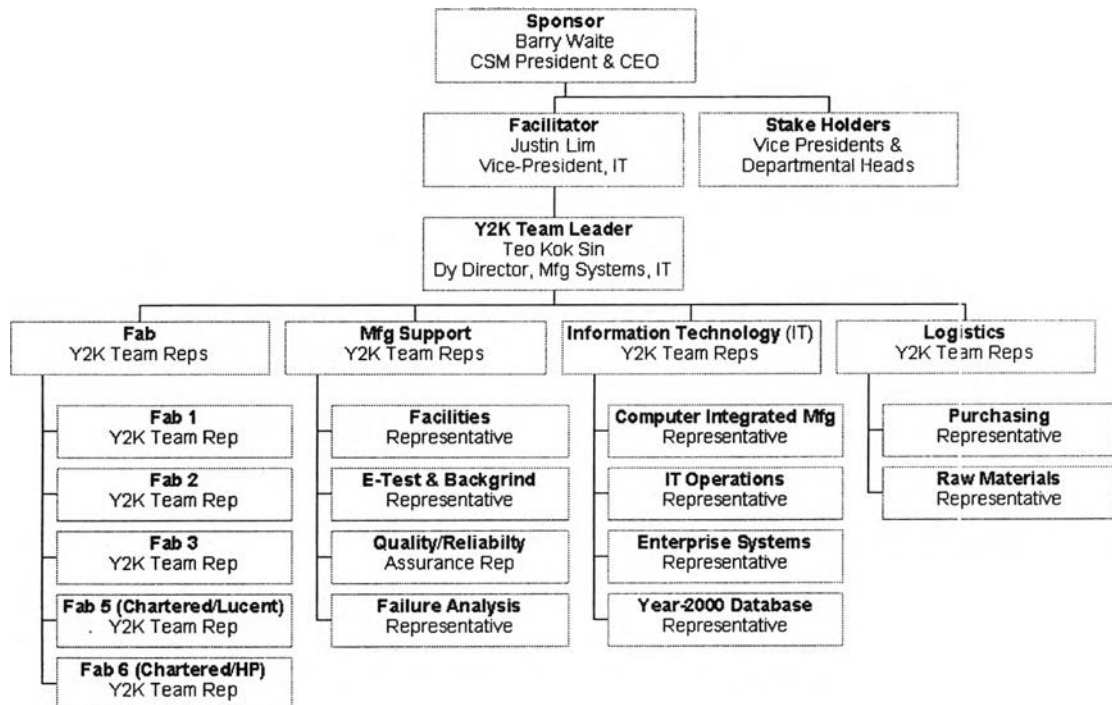 Sponsor
Barry Waite
CSM President & CEO
Facilitator
Justin Lim
Vice-President, IT
Stake Holders
Vice Presidents &
Departmental Heads
Y2K Team Leader
Teo Kok Sin
Dy Director, Mfg Systems, IT
Fab
Y2K Team Reps
Mfg Support
Y2K Team Reps
Information Technology (IT)
Y2K Team Reps
Logistics
Y2K Team Reps
Fab 1
Y2K Team Rep
Fab 2
Y2K Team Rep
Fab 3
Y2K Team Rep
Fab 5 (Chartered/Lucent)
Y2K Team Rep
Fab 6 (Chartered/HP)
Y2K Team Rep
Facilities
Representative
E-Test & Backgrind
Representative
Quality/Reliabilty
Assurance Rep
Failure Analysis
Representative
Computer Integrated Mfg
Representative
IT Operations
Representative
Enterprise Systems
Representative
Year-2000 Database
Representative
Purchasing
Representative
Raw Materials
Representative